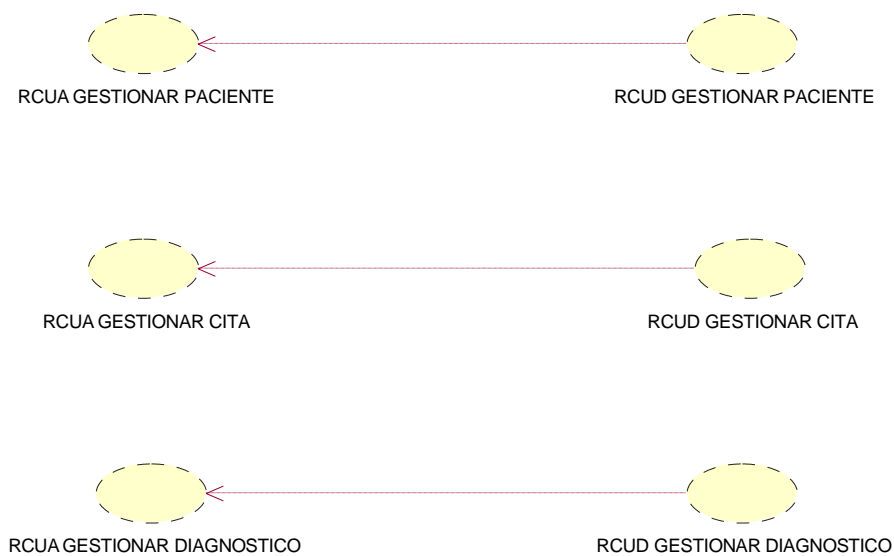 RCUA GESTIONAR PACIENTE
RCUD GESTIONAR PACIENTE
RCUA GESTIONAR CITA
RCUD GESTIONAR CITA
RCUA GESTIONAR DIAGNOSTICO
RCUD GESTIONAR DIAGNOSTICO